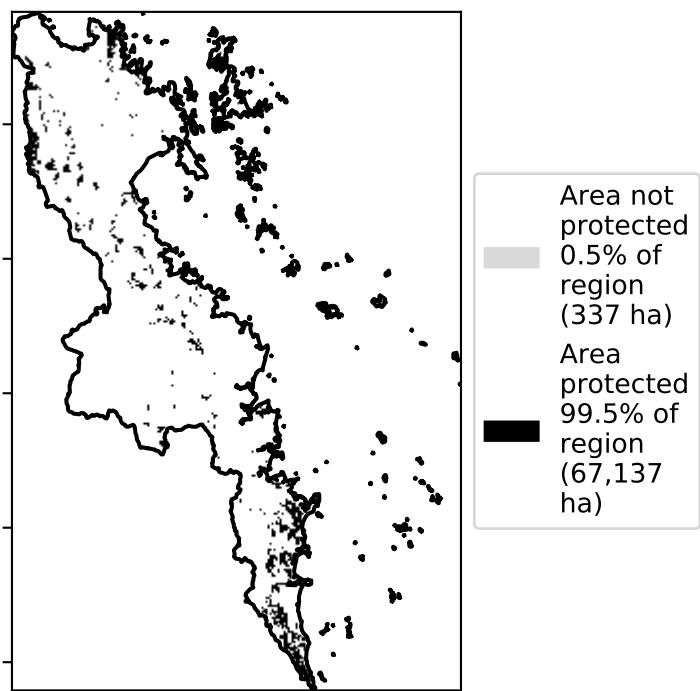 Area not
protected
0.5% of
region
(337 ha)
Area
protected
99.5% of
region
(67,137
ha)